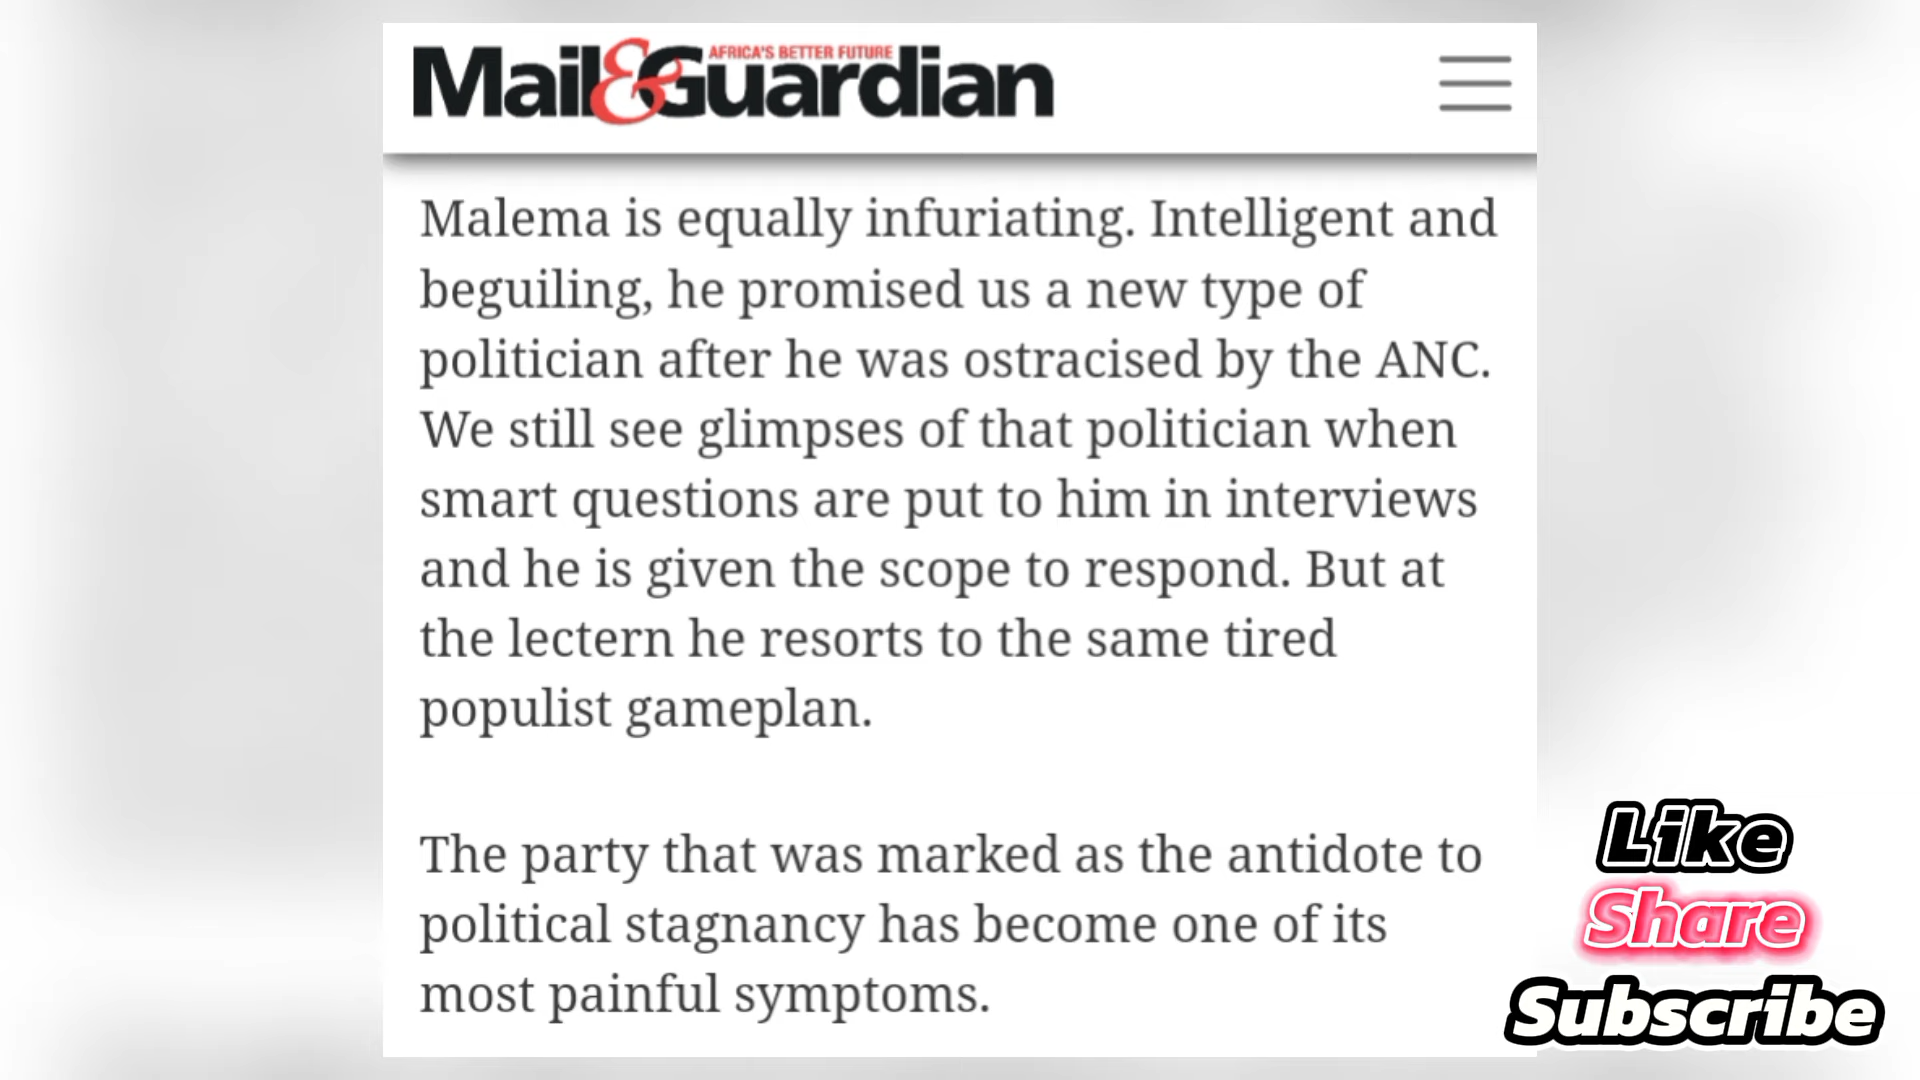 AFRICA'S BETTER FUTURE
Mail&Guardian
Malema is equally infuriating. Intelligent and
beguiling, he promised us a new type of
politician after he was ostracised by the ANC.
We still see glimpses of that politician when
smart questions are put to him in interviews
and he is given the scope to respond. But at
the lectern he resorts to the same tired
populist gameplan.
The party that was marked as the antidote to
political stagnancy has become one of its
most painful symptoms.
Like
Share
Subscribe